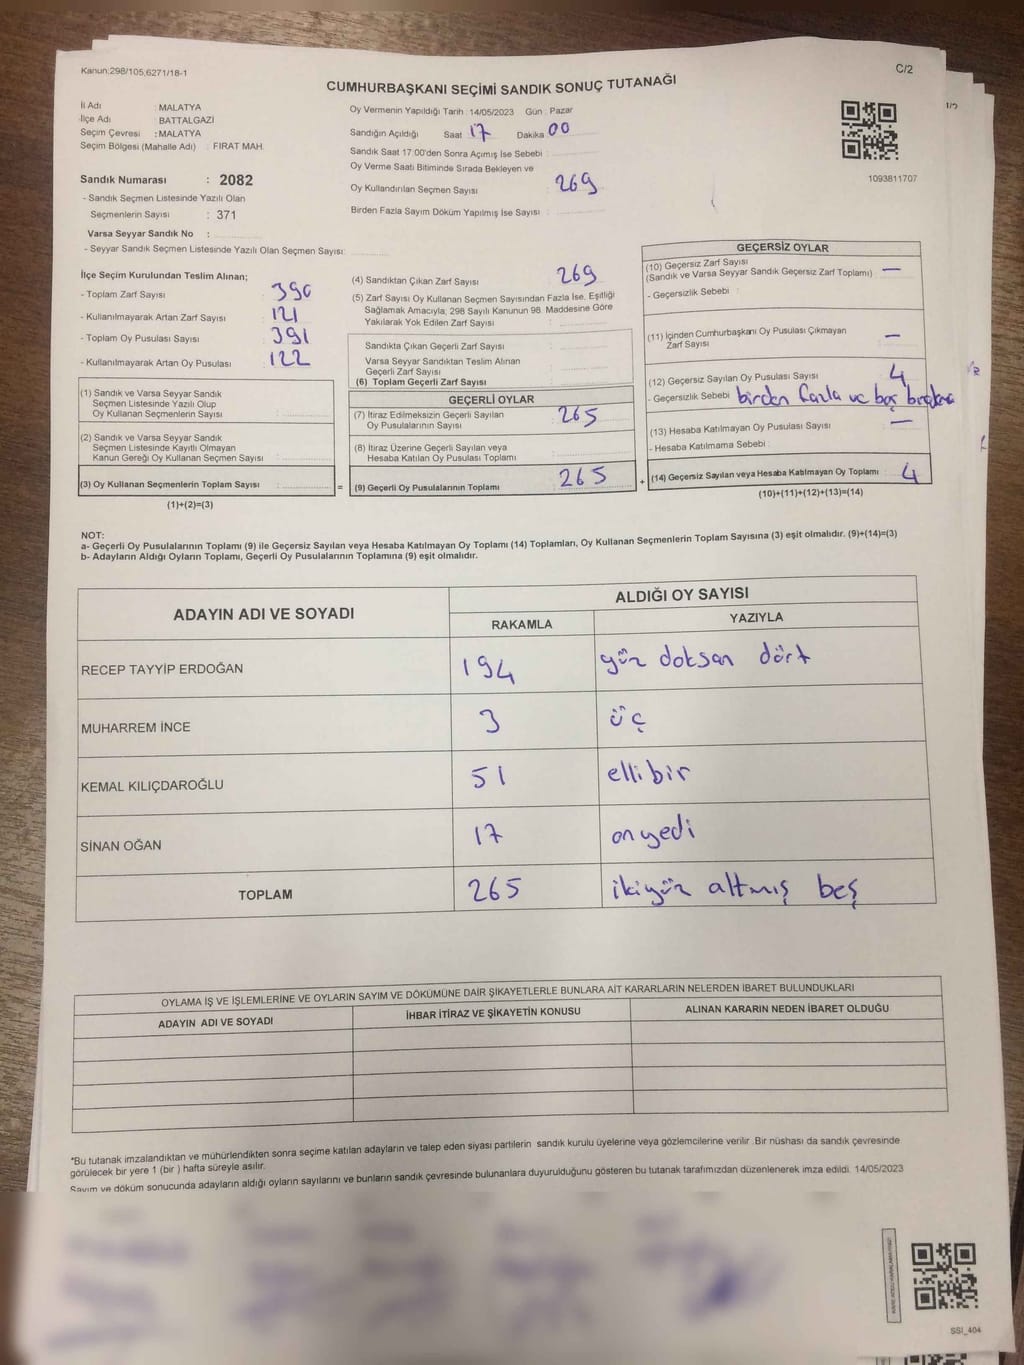 Kanun:298/105,6271/18-1
C/2
CUMHURBAŞKANI SEÇİMİ SANDIK SONUÇ TUTANAĞI
İl Adı : MALATYA
İlçe Adı : BATTALGAZİ
Seçim Çevresi : MALATYA
Seçim Bölgesi (Mahalle Adı) : FIRAT MAH.
Sandık Numarası : 2082
- Sandık Seçmen Listesinde Yazılı Olan
Seçmenlerin Sayısı : 371
Varsa Seyyar Sandık No :
- Seyyar Sandık Seçmen Listesinde Yazılı Olan Seçmen Sayısı:
Oy Vermenin Yapıldığı Tarih : 14/05/2023 Gün : Pazar
Sandığın Açıldığı Saat 17 Dakika 00
Sandık Saat 17:00'den Sonra Açımış İse Sebebi :
Oy Verme Saati Bitiminde Sırada Bekleyen ve
Oy Kullandırılan Seçmen Sayısı : 269
Birden Fazla Sayım Döküm Yapılmış İse Sayısı :
1093811707
1/2
İlçe Seçim Kurulundan Teslim Alınan;
- Toplam Zarf Sayısı : 390
- Kullanılmayarak Artan Zarf Sayısı : 121
- Toplam Oy Pusulası Sayısı : 391
- Kullanılmayarak Artan Oy Pusulası : 122
(1) Sandık ve Varsa Seyyar Sandık
Seçmen Listesinde Yazılı Olup
Oy Kullanan Seçmenlerin Sayısı :
(2) Sandık ve Varsa Seyyar Sandık
Seçmen Listesinde Kayıtlı Olmayan
Kanun Gereği Oy Kullanan Seçmen Sayısı :
(3) Oy Kullanan Seçmenlerin Toplam Sayısı :
(1)+(2)=(3)
=
(4) Sandıktan Çıkan Zarf Sayısı : 269
(5) Zarf Sayısı Oy Kullanan Seçmen Sayısından Fazla İse, Eşitliği
Sağlamak Amacıyla; 298 Sayılı Kanunun 98. Maddesine Göre
Yakılarak Yok Edilen Zarf Sayısı :
Sandıkta Çıkan Geçerli Zarf Sayısı :
Varsa Seyyar Sandıktan Teslim Alınan
Geçerli Zarf Sayısı :
(6) Toplam Geçerli Zarf Sayısı :
GEÇERLİ OYLAR
(7) İtiraz Edilmeksizin Geçerli Sayılan
Oy Pusulalarının Sayısı : 265
(8) İtiraz Üzerine Geçerli Sayılan veya
Hesaba Katılan Oy Pusulası Toplamı :
(9) Geçerli Oy Pusulalarının Toplamı : 265
+
GEÇERSİZ OYLAR
(10) Geçersiz Zarf Sayısı
(Sandık ve Varsa Seyyar Sandık Geçersiz Zarf Toplamı) : —
- Geçersizlik Sebebi :
(11) İçinden Cumhurbaşkanı Oy Pusulası Çıkmayan
Zarf Sayısı : —
(12) Geçersiz Sayılan Oy Pusulası Sayısı : 4
- Geçersizlik Sebebi : birden fazla ve boş
(13) Hesaba Katılmayan Oy Pusulası Sayısı : —
- Hesaba Katılmama Sebebi :
(14) Geçersiz Sayılan veya Hesaba Katılmayan Oy Toplamı : 4
(10)+(11)+(12)+(13)=(14)
NOT:
a- Geçerli Oy Pusulalarının Toplamı (9) ile Geçersiz Sayılan veya Hesaba Katılmayan Oy Toplamı (14) Toplamları, Oy Kullanan Seçmenlerin Toplam Sayısına (3) eşit olmalıdır. (9)+(14)=(3)
b- Adayların Aldığı Oyların Toplamı, Geçerli Oy Pusulalarının Toplamına (9) eşit olmalıdır.
ADAYIN ADI VE SOYADI
ALDIĞI OY SAYISI
RAKAMLA YAZIYLA
RECEP TAYYİP ERDOĞAN 194 yüz doksan dört
MUHARREM İNCE 3 üç
KEMAL KILIÇDAROĞLU 51 ellibir
SİNAN OĞAN 17 onyedi
TOPLAM 265 ikiyüz altmış beş
OYLAMA İŞ VE İŞLEMLERİNE VE OYLARIN SAYIM VE DÖKÜMÜNE DAİR ŞİKAYETLERLE BUNLARA AİT KARARLARIN NELERDEN İBARET BULUNDUKLARI
ADAYIN ADI VE SOYADI İHBAR İTİRAZ VE ŞİKAYETİN KONUSU ALINAN KARARIN NEDEN İBARET OLDUĞU
*Bu tutanak imzalandıktan ve mühürlendikten sonra seçime katılan adayların ve talep eden siyasi partilerin sandık kurulu üyelerine veya gözlemcilerine verilir .Bir nüshası da sandık çevresinde
görülecek bir yere 1 (bir ) hafta süreyle asılır.
Sayım ve döküm sonucunda adayların aldığı oyların sayılarını ve bunların sandık çevresinde bulunanlara duyurulduğunu gösteren bu tutanak tarafımızdan düzenlenerek imza edildi. 14/05/2023
SSI_404